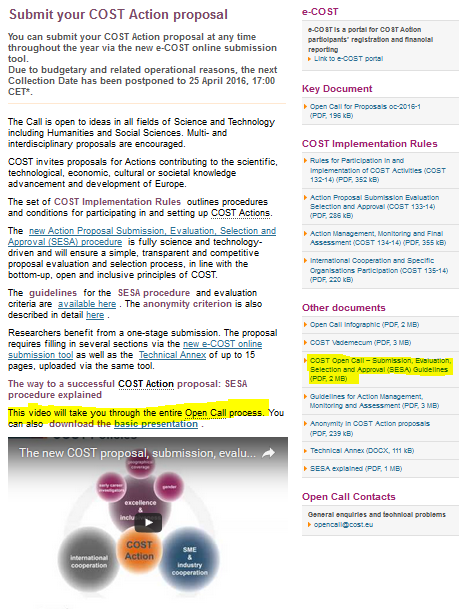 Submit your COST Action proposal
You can submit your COST Action proposal at any time
throughout the year via the new e-COST online submission
tool.
Due to budgetary and related operational reasons, the next
Collection Date has been postponed to 25 April 2016, 17:00
CET*.
The Call is open to ideas in all fields of Science and Technology
including Humanities and Social Sciences. Multi- and
interdisciplinary proposals are encouraged.
COST invites proposals for Actions contributing to the scientific,
technological, economic, cultural or societal knowledge
advancement and development of Europe.
The set of COST Implementation Rules outlines procedures
and conditions for participating in and setting up COST Actions.
The new Action Proposal Submission, Evaluation, Selection and
Approval (SESA) procedure is fully science and technology-
driven and will ensure a simple, transparent and competitive
proposal evaluation and selection process, in line with the
bottom-up, open and inclusive principles of COST.
The guidelines for the SESA procedure and evaluation
criteria are available here . The anonymity criterion is also
described in detail here .
Researchers benefit from a one-stage submission. The proposal
requires filling in several sections via the new e-COST online
submission tool as well as the Technical Annex of up to 15
pages, uploaded via the same tool.
The way to a successful COST Action proposal: SESA
procedure explained
This video will take you through the entire Open Call process. You
can also download the basic presentation .
The new COST proposal, submission, evalu...
geographical
coverage
early career
investigators
gender
excellence
&
inclu
international
cooperation
COST
Action
SME
&
industry
cooperation
e-COST
e-COST is a portal for COST Action
participants' registration and financial
reporting
Link to e-COST portal
Key Document
Open Call for Proposals oc-2016-1
(PDF, 196 kB)
COST Implementation Rules
Rules for Participation in and
Implementation of COST Activities (COST
132-14) (PDF, 352 kB)
Action Proposal Submission Evaluation
Selection and Approval (COST 133-14)
(PDF, 286 kB)
Action Management, Monitoring and Final
Assessment (COST 134-14) (PDF, 355 kB)
International Cooperation and Specific
Organisations Participation (COST 135-14)
(PDF, 220 kB)
Other documents
Open Call Infographic (PDF, 2 MB)
COST Vademecum (PDF, 3 MB)
COST Open Call – Submission, Evaluation,
Selection and Approval (SESA) Guidelines
(PDF, 2 MB)
Guidelines for Action Management,
Monitoring and Assessment (PDF, 3 MB)
Anonymity in COST Action proposals
(PDF, 239 kB)
Technical Annex (DOCX, 111 kB)
SESA explained (PDF, 1 MB)
Open Call Contacts
General enquiries and technical problems
opencall@cost.eu